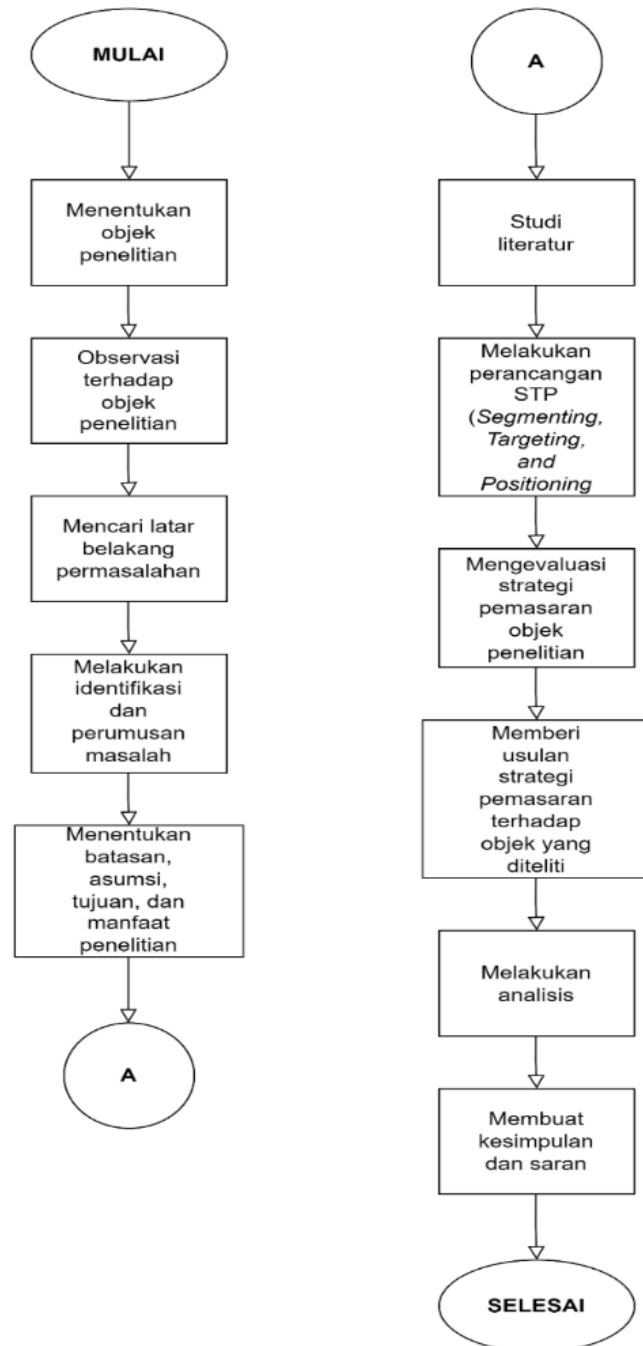 MULAI
Menentukan
objek
penelitian
Observasi
terhadap
objek
penelitian
Mencari latar
belakang
permasalahan
Melakukan
identifikasi
dan
perumusan
masalah
Menentukan
batasan,
asumsi,
tujuan, dan
manfaat
penelitian
A
A
Studi
literatur
Melakukan
perancangan
STP
(Segmenting,
Targeting,
and
Positioning
Mengevaluasi
strategi
pemasaran
objek
penelitian
Memberi
usulan
strategi
pemasaran
terhadap
objek yang
diteliti
Melakukan
analisis
Membuat
kesimpulan
dan saran
SELESAI